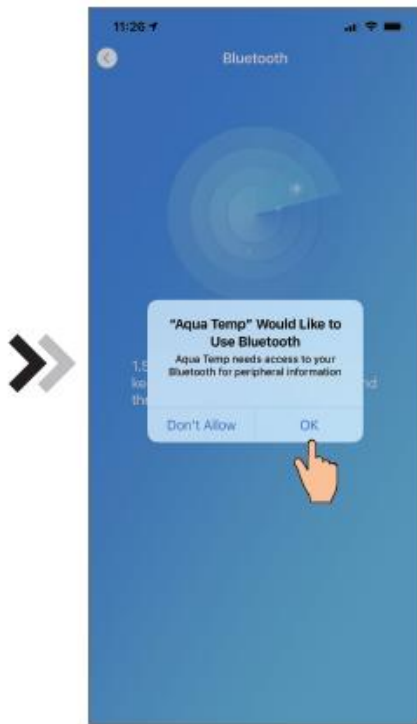 11:26
Bluetooth
"Aqua Temp" Would Like to
Use Bluetooth
Aqua Temp needs access to your
Bluetooth for peripheral information
Don't Allow
OK